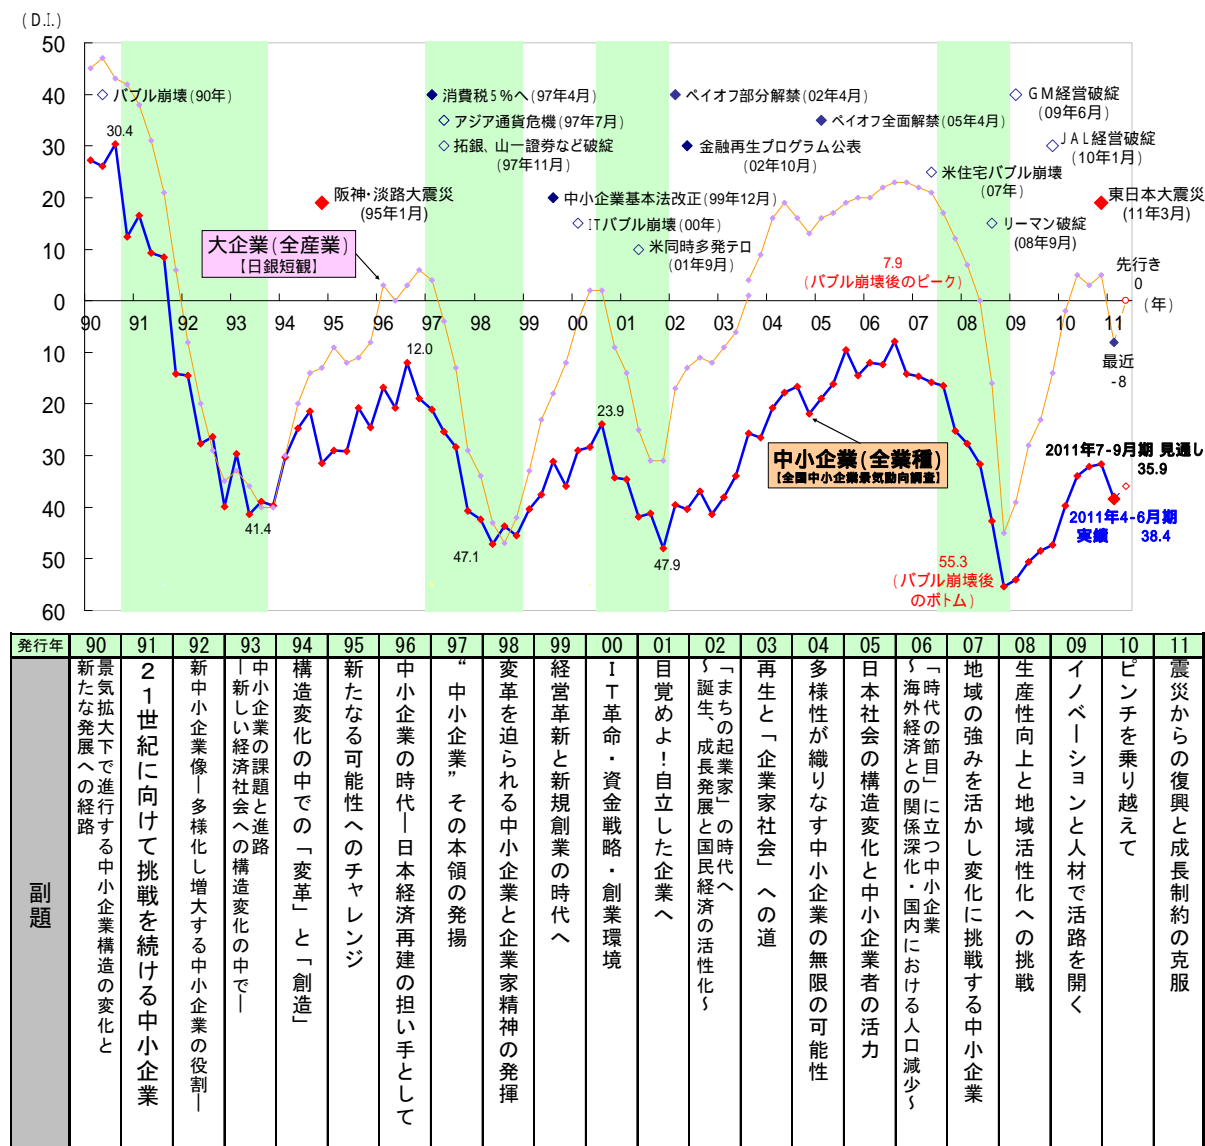 (D.I.)
50
40
30
20
10
0
10
20
30
40
50
60
90 91 92 93 94 95 96 97 98 99 00 01 02 03 04 05 06 07 08 09 10 11
(年)
バブル崩壊(90年)
30.4
阪神・淡路大震災
(95年1月)
大企業(全産業)
【日銀短観】
消費税5%へ(97年4月)
アジア通貨危機(97年7月)
拓銀、山一證券など破綻
(97年11月)
中小企業基本法改正(99年12月)
ITバブル崩壊(00年)
米同時多発テロ
(01年9月)
ペイオフ部分解禁(02年4月)
ペイオフ全面解禁(05年4月)
金融再生プログラム公表
(02年10月)
米住宅バブル崩壊
(07年)
リーマン破綻
(08年9月)
GM経営破綻
(09年6月)
JAL経営破綻
(10年1月)
東日本大震災
(11年3月)
7.9
(バブル崩壊後のピーク)
先行き
0
最近
-8
12.0
41.4
47.1
23.9
47.9
中小企業(全業種)
【全国中小企業景気動向調査】
55.3
(バブル崩壊後
のボトム)
2011年7-9月期 見通し
35.9
2011年4-6月期
実績 38.4
発行年 90 91 92 93 94 95 96 97 98 99 00 01 02 03 04 05 06 07 08 09 10 11
副題
景気拡大下で進行する中小企業構造の変化と
新たな発展への経路
21世紀に向けて挑戦を続ける中小企業
新中小企業像―多様化し増大する中小企業の役割―
中小企業の課題と進路
―新しい経済社会への構造変化の中で―
構造変化の中での「変革」と「創造」
新たなる可能性へのチャレンジ
中小企業の時代―日本経済再建の担い手として
“中小企業”その本領の発揚
変革を迫られる中小企業と企業家精神の発揮
経営革新と新規創業の時代へ
IT革命・資金戦略・創業環境
目覚めよ!自立した企業へ
「まちの起業家」の時代へ
~誕生、成長発展と国民経済の活性化~
再生と「企業家社会」への道
多様性が織りなす中小企業の無限の可能性
日本社会の構造変化と中小企業者の活力
「時代の節目」に立つ中小企業
~海外経済との関係深化・国内における人口減少~
地域の強みを活かし変化に挑戦する中小企業
生産性向上と地域活性化への挑戦
イノベーションと人材で活路を開く
ピンチを乗り越えて
震災からの復興と成長制約の克服